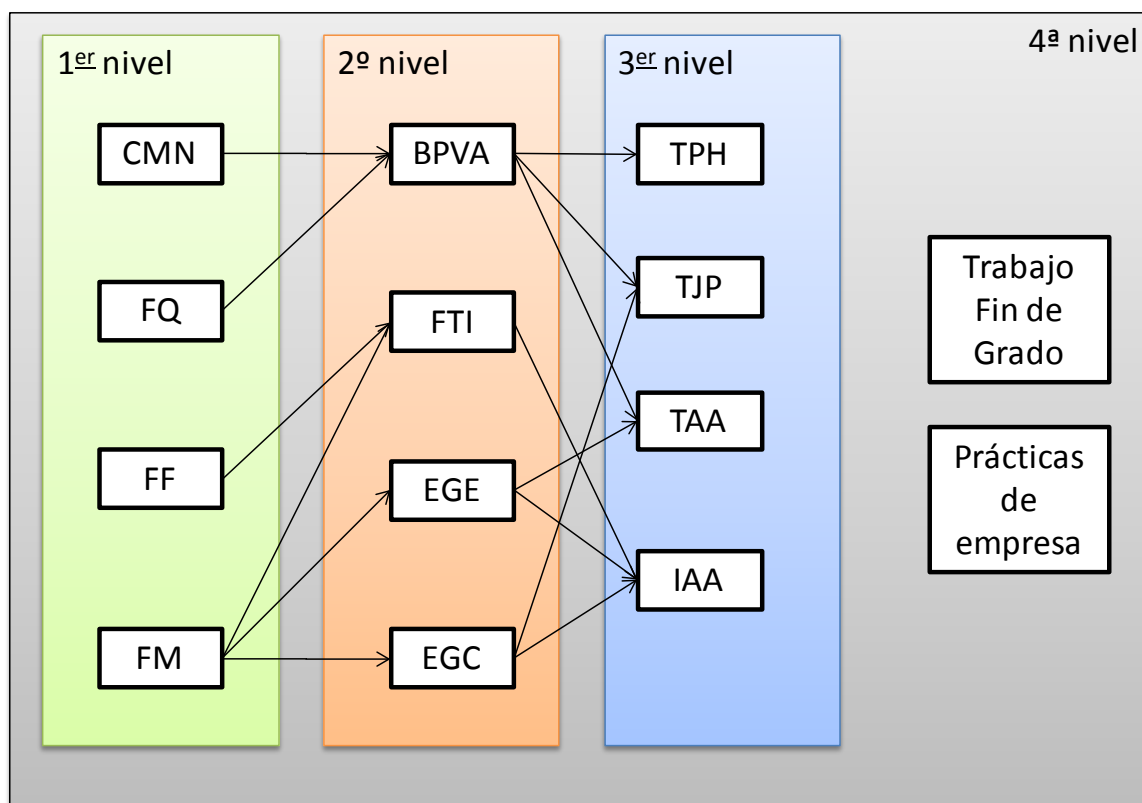 1er nivel
CMN
FQ
FF
FM
2º nivel
BPVA
FTI
EGE
EGC
3er nivel
TPH
TJP
TAA
IAA
4ª nivel
Trabajo
Fin de
Grado
Prácticas
de
empresa